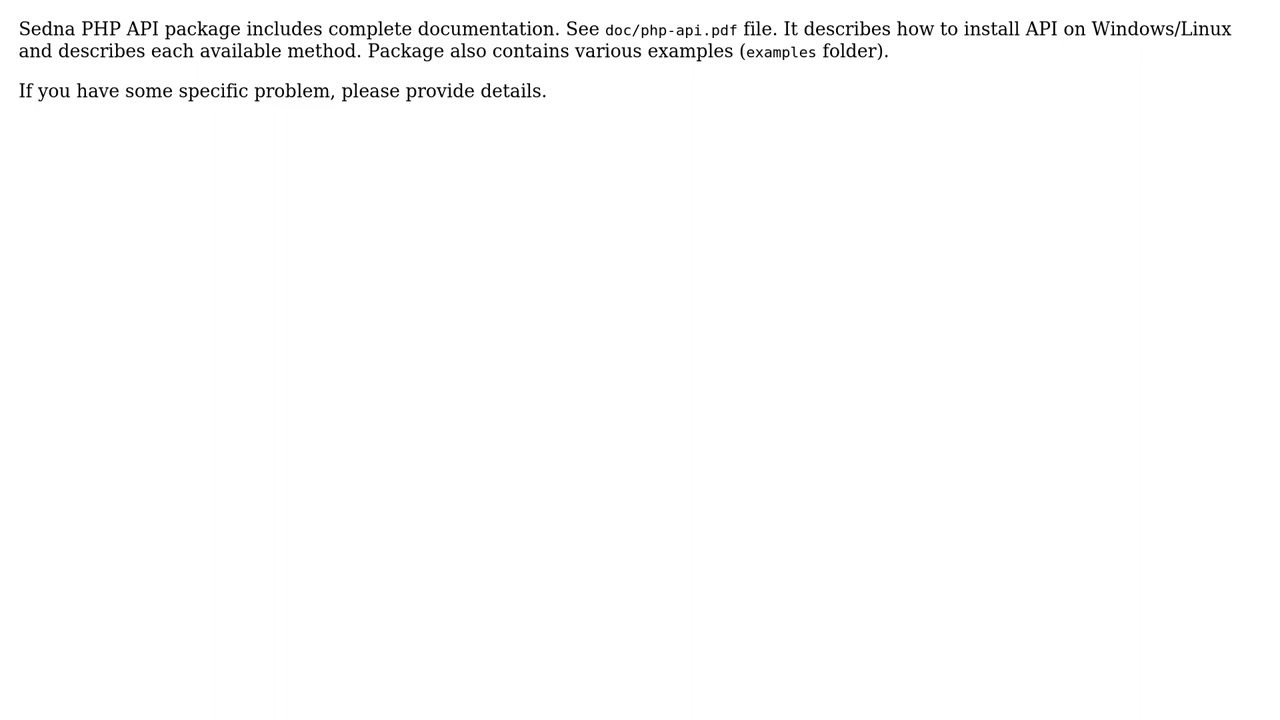 Sedna PHP API package includes complete documentation. See doc/php-api.pdf file. It describes how to install API on Windows/Linux
and describes each available method. Package also contains various examples (examples folder).
If you have some specific problem, please provide details.